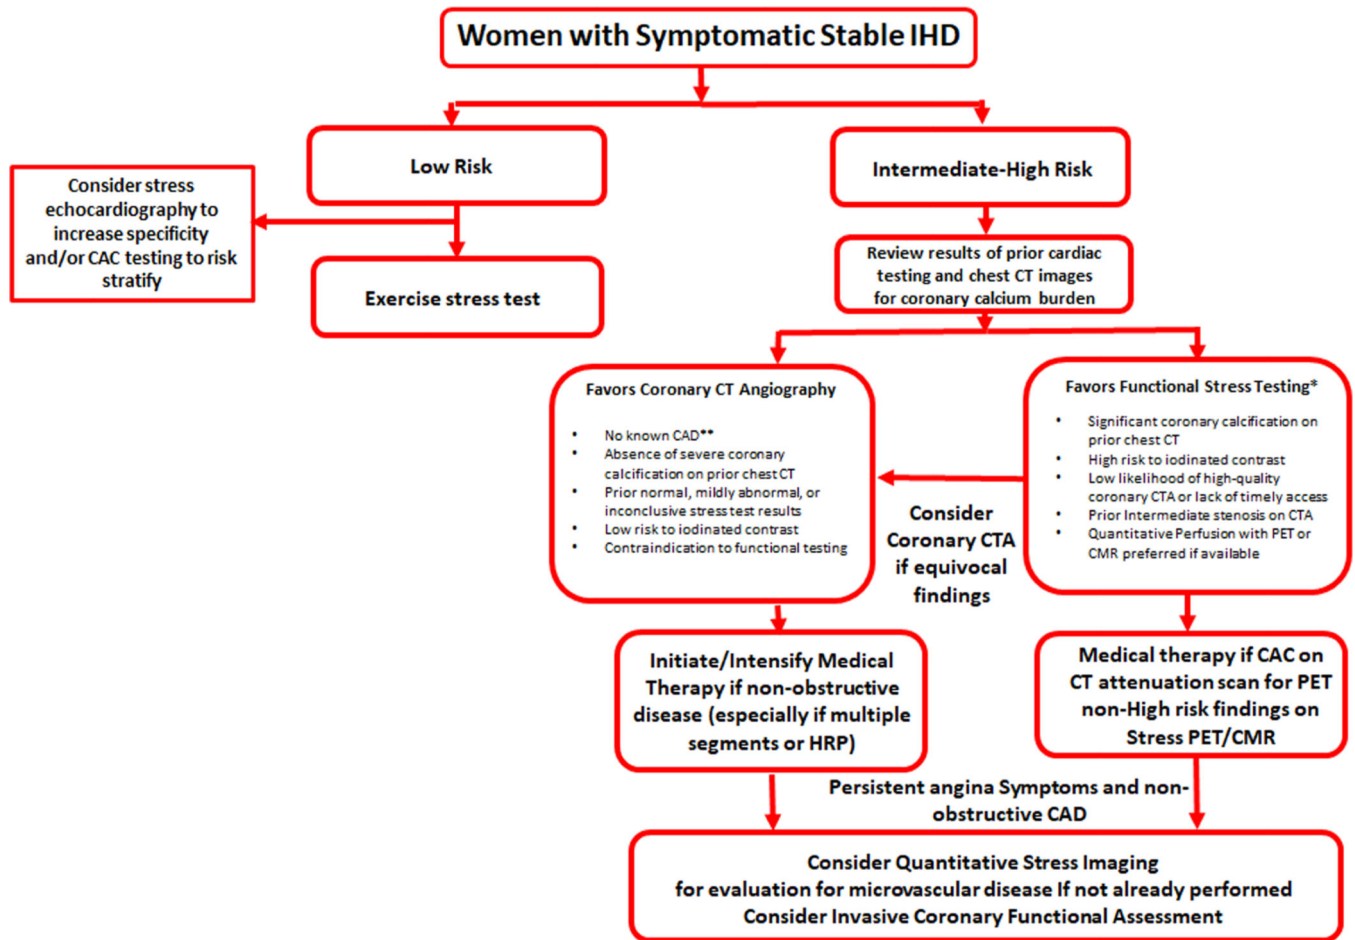 Women with Symptomatic Stable IHD
Low Risk
Intermediate-High Risk
Consider stress
echocardiography to
increase specificity
and/or CAC testing to risk
stratify
Exercise stress test
Review results of prior cardiac
testing and chest CT images
for coronary calcium burden
Favors Coronary CT Angiography
• No known CAD**
• Absence of severe coronary
calcification on prior chest CT
• Prior normal, mildly abnormal, or
inconclusive stress test results
• Low risk to iodinated contrast
• Contraindication to functional testing
Favors Functional Stress Testing*
• Significant coronary calcification on
prior chest CT
• High risk to iodinated contrast
• Low likelihood of high-quality
coronary CTA or lack of timely access
• Prior Intermediate stenosis on CTA
• Quantitative Perfusion with PET or
CMR preferred if available
Consider
Coronary CTA
if equivocal
findings
Initiate/Intensify Medical
Therapy if non-obstructive
disease (especially if multiple
segments or HRP)
Medical therapy if CAC on
CT attenuation scan for PET
non-High risk findings on
Stress PET/CMR
Persistent angina Symptoms and non-
obstructive CAD
Consider Quantitative Stress Imaging
for evaluation for microvascular disease If not already performed
Consider Invasive Coronary Functional Assessment